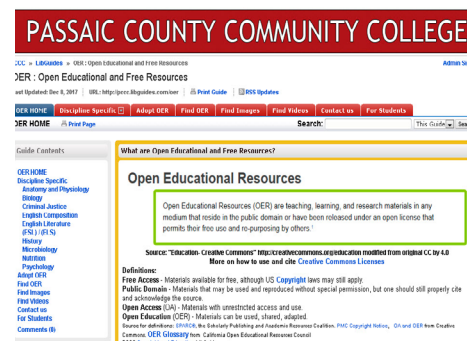 PASSAIC COUNTY COMMUNITY COLLEGE
CCC » LibGuides » OER : Open Educational and Free Resources
Admin Si
OER : Open Educational and Free Resources
ast Updated: Dec 8, 2017 URL: http://pccc.libguides.com/oer Print Guide RSS Updates
OER HOME Discipline Specific Adopt OER Find OER Find Images Find Videos Contact us For Students
OER HOME Print Page Search: This Guide Sea
Guide Contents
OER HOME
Discipline Specific
Anatomy and Physiology
Biology
Criminal Justice
English Composition
English Literature
(ESL) / (ELS)
History
Microbiology
Nutrition
Psychology
Adopt OER
Find OER
Find Images
Find Videos
Contact us
For Students
Comments (0)
What are Open Educational and Free Resources?
Open Educational Resources
Open Educational Resources (OER) are teaching, learning, and research materials in any
medium that reside in the public domain or have been released under an open license that
permits their free use and re-purposing by others.¹
Source: "Education- Creative Commons" http://creativecommons.org/education modified from original CC by 4.0
More on how to use and cite Creative Commons Licenses
Definitions:
Free Access - Materials available for free, although US Copyright laws may still apply.
Public Domain - Materials that may be used and reproduced without special permission, but one should still properly cite
and acknowledge the source.
Open Access (OA) - Materials with unrestricted access and use.
Open Education (OER) - Materials can be used, shared, adapted.
Source for definitions: SPARC®, the Scholarly Publishing and Academic Resources Coalition. PMC Copyright Notice, OA and OER from Creative
Commons. OER Glossary from California Open Educational Resources Council